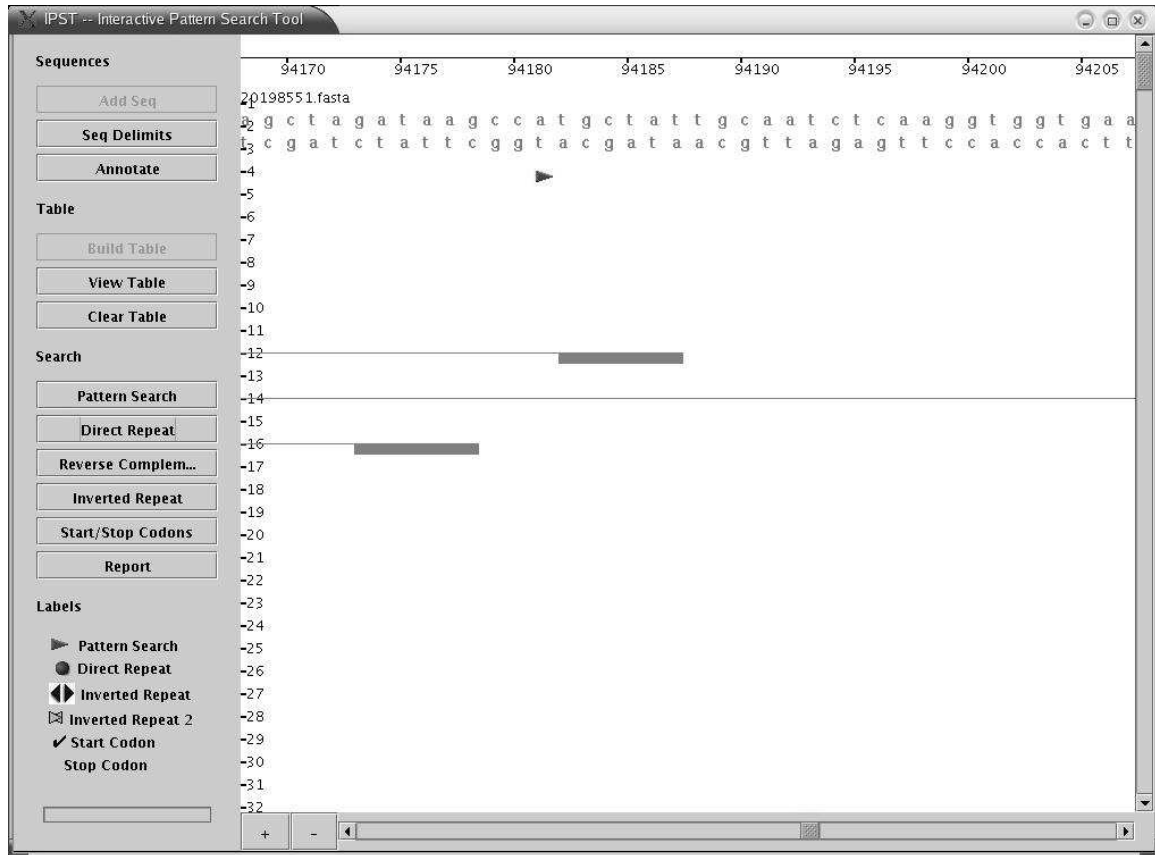 IPST -- Interactive Pattern Search Tool
Sequences
Add Seq
Seq Delimits
Annotate
Table
Build Table
View Table
Clear Table
Search
Pattern Search
Direct Repeat
Reverse Complem...
Inverted Repeat
Start/Stop Codons
Report
Labels
Pattern Search
Direct Repeat
Inverted Repeat
Inverted Repeat 2
Start Codon
Stop Codon
94170 94175 94180 94185 94190 94195 94200 94205
20198551.fasta
1
a g c t a g a t a a g c c a t g c t a t t g c a a t c t c a a g g t g g t g a a
2
t c g a t c t a t t c g g t a c g a t a a c g t t a g a g t t c c a c c a c t t
3
4
5
6
7
8
9
10
11
12
13
14
15
16
17
18
19
20
21
22
23
24
25
26
27
28
29
30
31
32
+ -